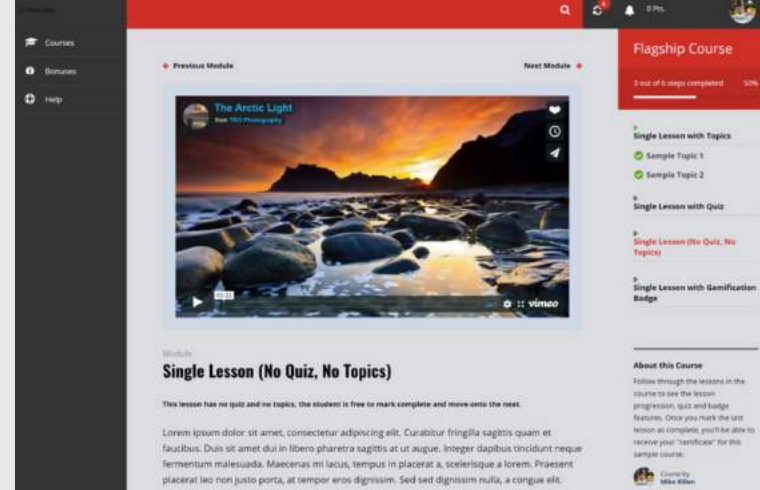 0 Pts.
Courses
Bonuses
Help
Previous Module
Next Module
The Arctic Light
from TSO Photography
vimeo
Flagship Course
3 out of 6 steps completed 50%
Single Lesson with Topics
Sample Topic 1
Sample Topic 2
Single Lesson with Quiz
Single Lesson (No Quiz, No
Topics)
Single Lesson with Gamification
Badge
Module
Single Lesson (No Quiz, No Topics)
This lesson has no quiz and no topics, the student is free to mark complete and move onto the next.
Lorem ipsum dolor sit amet, consectetur adipiscing elit. Curabitur fringilla sagittis quam et
faucibus. Duis sit amet dui in libero pharetra sagittis at ut augue. Integer dapibus tincidunt neque
fermentum malesuada. Maecenas mi lacus, tempus in placerat a, scelerisque a lorem. Praesent
placerat leo non justo porta, at tempor eros dignissim. Sed sed dignissim nulla, a congue elit.
About this Course
Follow through the lessons in the
course to see the lesson
progression, quiz and badge
features. Once you mark the last
lesson as complete, you'll be able to
receive your "certificate" for this
sample course.
Course by
Mike Killen